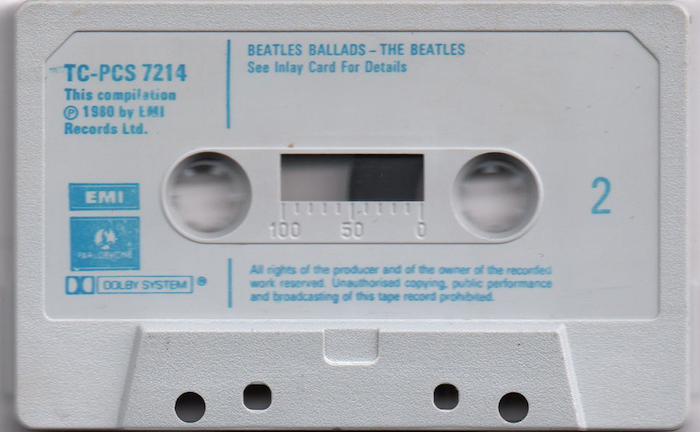 BEATLES BALLADS - THE BEATLES
See Inlay Card For Details
TC-PCS 7214
This compilation
℗ 1980 by EMI
Records Ltd.
100 50 0
2
EMI
PARLOPHONE
DOLBY SYSTEM ®
All rights of the producer and of the owner of the recorded
work reserved. Unauthorised copying, public performance
and broadcasting of this tape record prohibited.